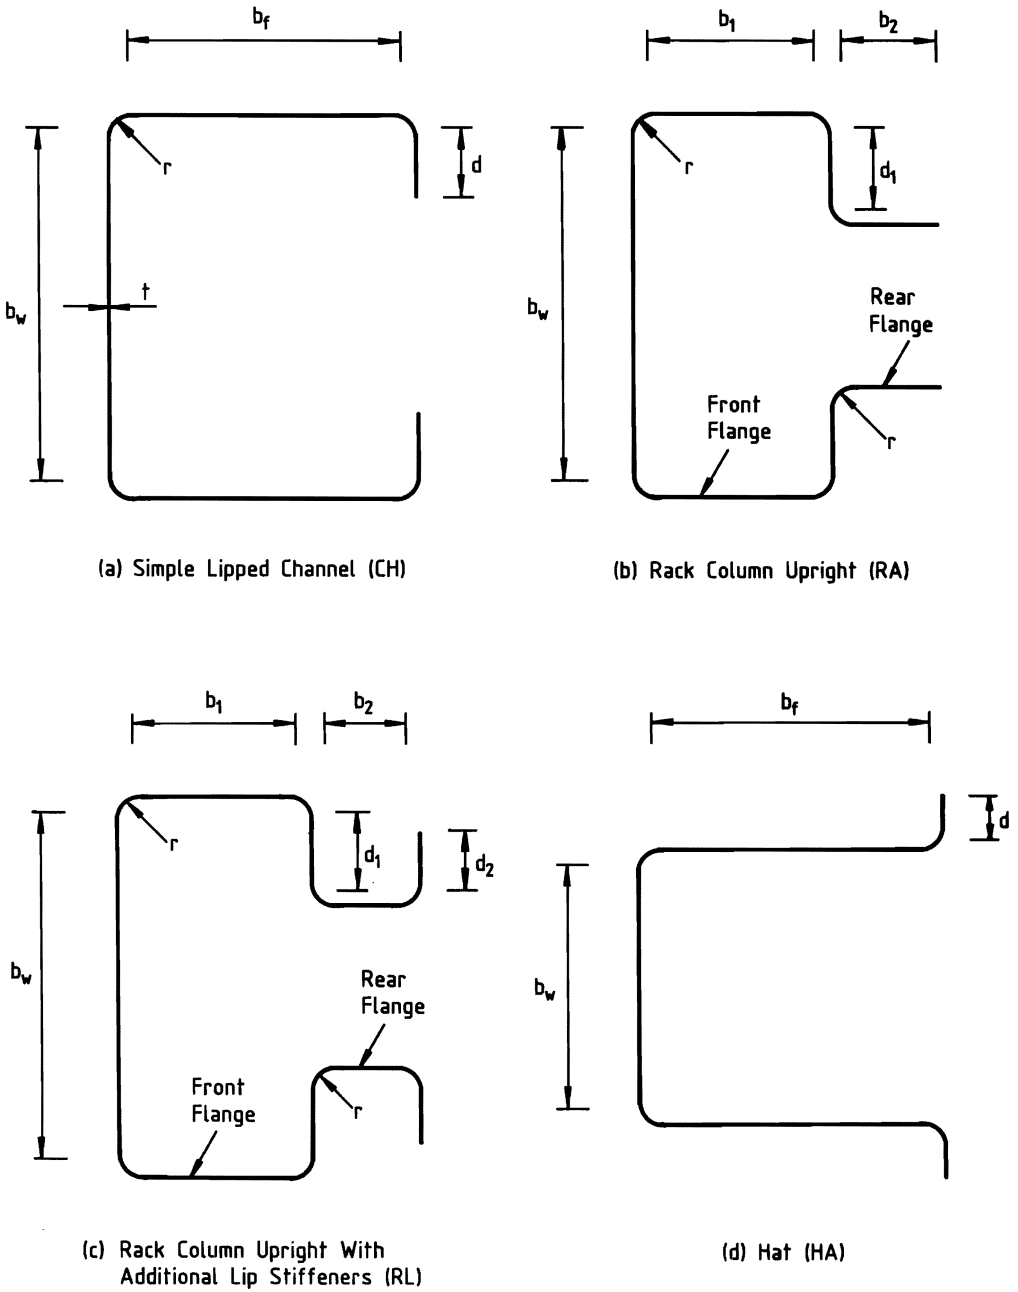 b_f
b_w
t
r
d
(a) Simple Lipped Channel (CH)
b_1
b_2
b_w
r
d_1
Rear
Flange
Front
Flange
r
(b) Rack Column Upright (RA)
b_1
b_2
r
d_1
d_2
b_w
Rear
Flange
Front
Flange
r
(c) Rack Column Upright With
Additional Lip Stiffeners (RL)
b_f
d
b_w
(d) Hat (HA)